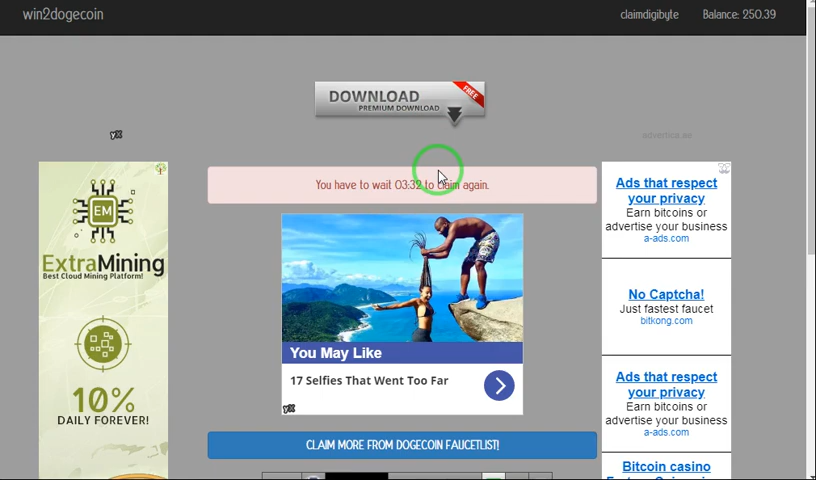 win2dogecoin
claimdigibyte
Balance: 250.39
DOWNLOAD
PREMIUM DOWNLOAD
FREE
advertica.ae
You have to wait 03:32 to claim again.
EM
ExtraMining
Best Cloud Mining Platform!
10%
DAILY FOREVER!
You May Like
17 Selfies That Went Too Far
CLAIM MORE FROM DOGECOIN FAUCETLIST!
Ads that respect
your privacy
Earn bitcoins or
advertise your business
a-ads.com
No Captcha!
Just fastest faucet
bitkong.com
Ads that respect
your privacy
Earn bitcoins or
advertise your business
a-ads.com
Bitcoin casino